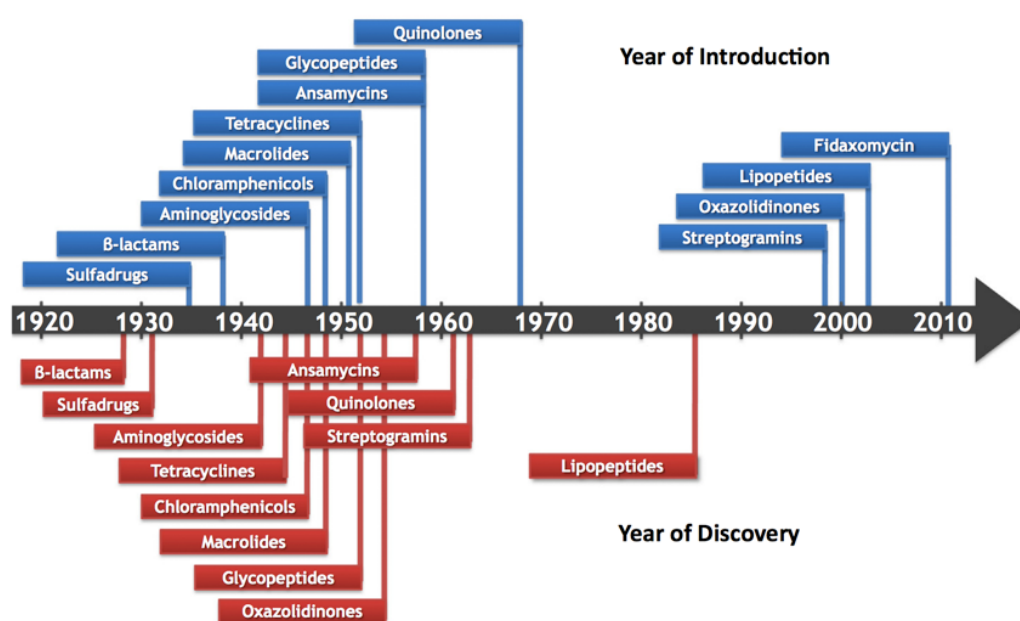 Quinolones
Year of Introduction
Glycopeptides
Ansamycins
Tetracyclines
Fidaxomycin
Macrolides
Lipopetides
Chloramphenicols
Oxazolidinones
Aminoglycosides
Streptogramins
ß-lactams
Sulfadrugs
1920 1930 1940 1950 1960 1970 1980 1990 2000 2010
ß-lactams
Ansamycins
Sulfadrugs
Quinolones
Aminoglycosides
Streptogramins
Tetracyclines
Lipopeptides
Chloramphenicols
Year of Discovery
Macrolides
Glycopeptides
Oxazolidinones